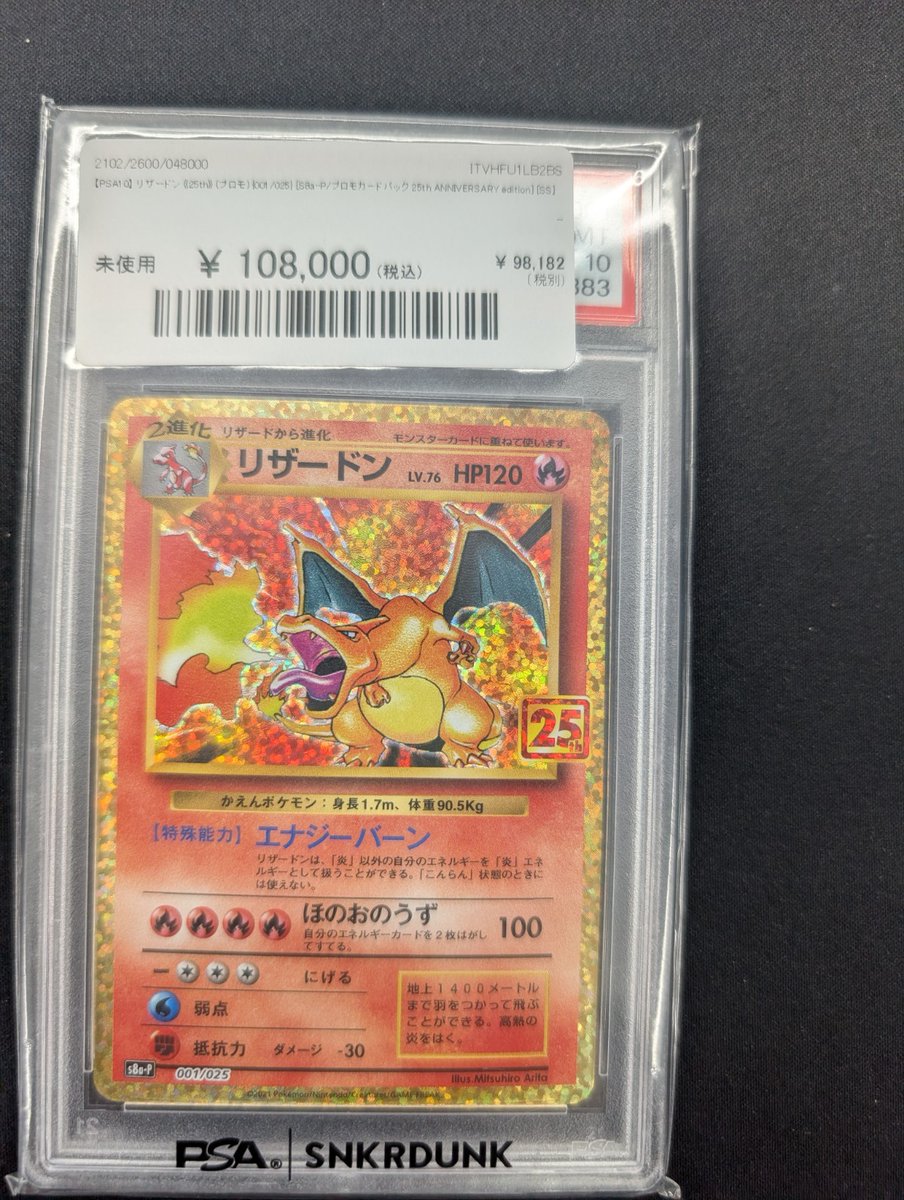 2102/2600/048000 ITVHFU1LB2BS
【PSA10】リザードン {{25th}} (プロモ) {001/025} [S8a-P/プロモカードパック 25th ANNIVERSARY edition] [SS]
未使用 ¥ 108,000 (税込) ¥ 98,182
(税別)
MT
10
383
2進化 リザードから進化 モンスターカードに重ねて使います。
リザードン LV.76 HP120
25th
かえんポケモン：身長1.7m、体重90.5Kg
【特殊能力】エナジーバーン
リザードンは、「炎」以外の自分のエネルギーを「炎」エネ
ルギーとして扱うことができる。「こんらん」状態のときに
は使えない。
ほのおのうず 100
自分のエネルギーカードを2枚はがし
てすてる。
ー にげる
弱点
抵抗力 ダメージ -30
地上1400メートル
まで羽をつかって飛ぶ
ことができる。高熱の
炎をはく。
s8a-P 001/025 Illus.Mitsuhiro Arita
©2021 Pokémon/Nintendo/Creatures/GAME FREAK
PSA® | SNKRDUNK